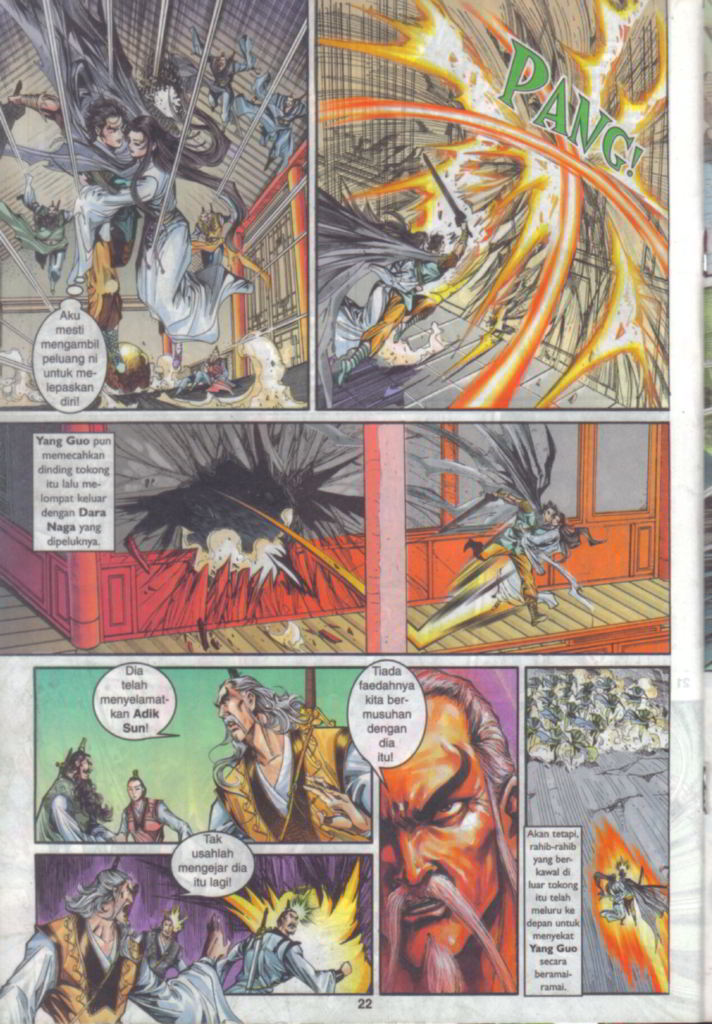 PANG!
Aku
mesti
mengambil
peluang ni
untuk me-
lepaskan
diri!
Yang Guo pun
memecahkan
dinding tokong
itu lalu me-
lompat keluar
dengan Dara
Naga yang
dipeluknya.
Dia
telah
menyelamat-
kan Adik
Sun!
Tiada
faedahnya
kita ber-
musuhan
dengan
dia
itu!
Tak
usahlah
mengejar dia
itu lagi!
Akan tetapi,
rahib-rahib
yang ber-
kawal di
luar tokong
itu telah
meluru ke
depan untuk
menyekat
Yang Guo
secara
beramai-
ramai.
22